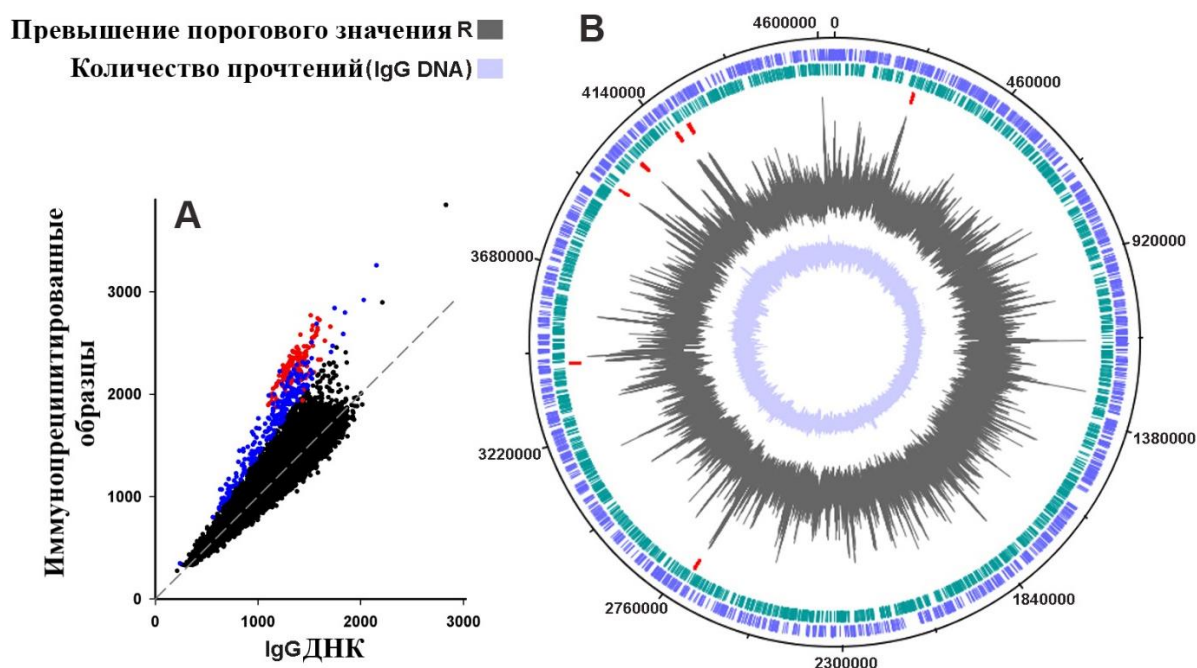 Превышение порогового значения R
Количество прочтений(IgG DNA)
A
Иммунопреципитированные
образцы
3000
2000
1000
0
0
1000
2000
3000
IgG ДНК
B
4600000
0
460000
920000
1380000
1840000
2300000
2760000
3220000
3680000
4140000